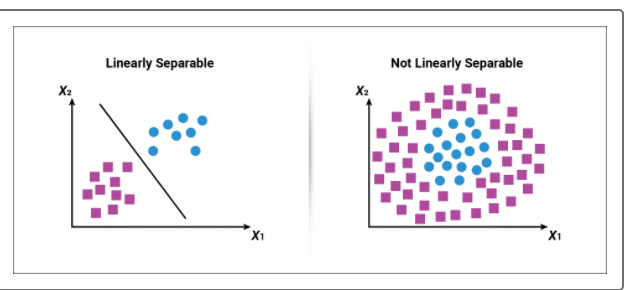 Linearly Separable
X2
X1
Not Linearly Separable
X2
X1